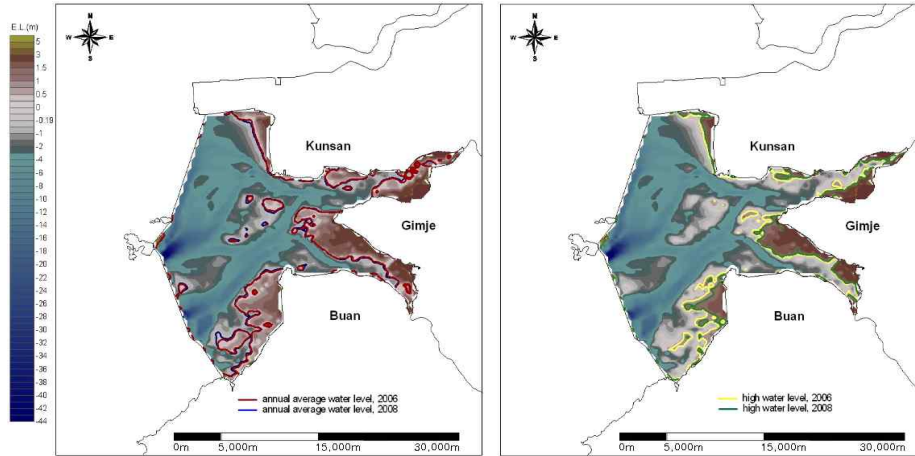 E.L.(m)
5
3
1.5
1
0.5
0
-0.19
-1
-2
-4
-6
-8
-10
-12
-14
-16
-18
-20
-22
-24
-26
-28
-30
-32
-34
-36
-38
-40
-42
-44
N
W E
S
Kunsan
Gimje
Buan
annual average water level, 2006
annual average water level, 2008
0m 5,000m 15,000m 30,000m
N
W E
S
Kunsan
Gimje
Buan
high water level, 2006
high water level, 2008
0m 5,000m 15,000m 30,000m